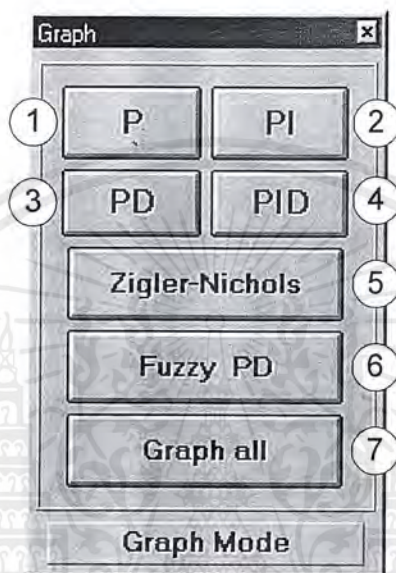 Graph
1 P PI 2
3 PD PID 4
Zigler-Nichols 5
Fuzzy PD 6
Graph all 7
Graph Mode